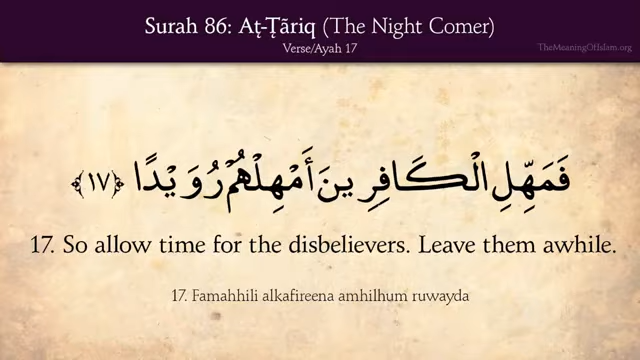 Surah 86: Aṭ-Ṭãriq (The Night Comer)
Verse/Ayah 17
TheMeaningOfIslam.org
فَمَهِّلِ الْكَافِرِينَ أَمْهِلْهُمْ رُوَيْدًا ﴿١٧﴾
17. So allow time for the disbelievers. Leave them awhile.
17. Famahhili alkafireena amhilhum ruwayda